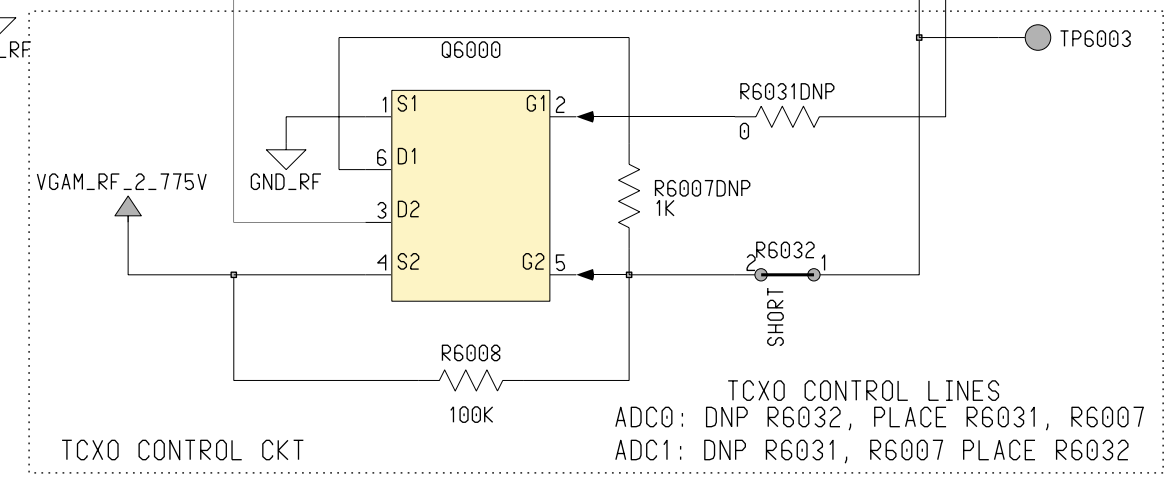 _RF
Q6000
TP6003
1 S1
G1 2
R6031DNP
0
6 D1
VGAM_RF_2_775V
GND_RF
R6007DNP
1K
3 D2
4 S2
G2 5
R6032
2
1
SHORT
R6008
100K
TCXO CONTROL LINES
ADC0: DNP R6032, PLACE R6031, R6007
TCXO CONTROL CKT
ADC1: DNP R6031, R6007 PLACE R6032